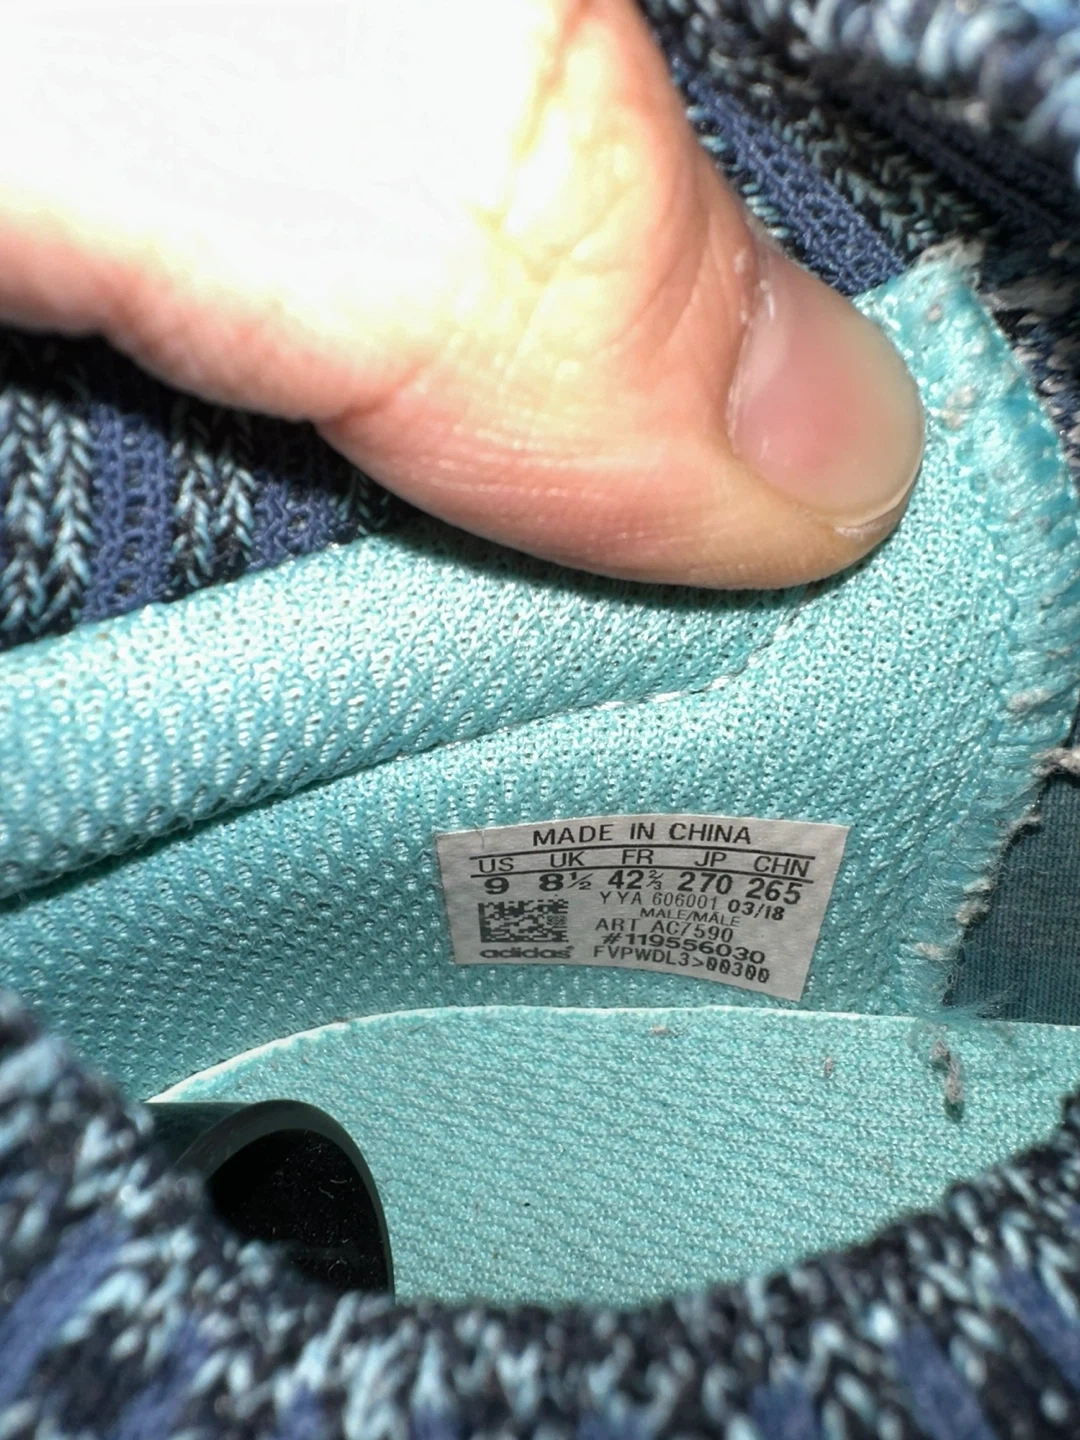 MADE IN CHINA
US UK FR JP CHN
9 8½ 42⅔ 270 265
YYA 606001 03/18
MALE/MÂLE
ART AC7590
#119556030
adidas FVPWDL3>00300